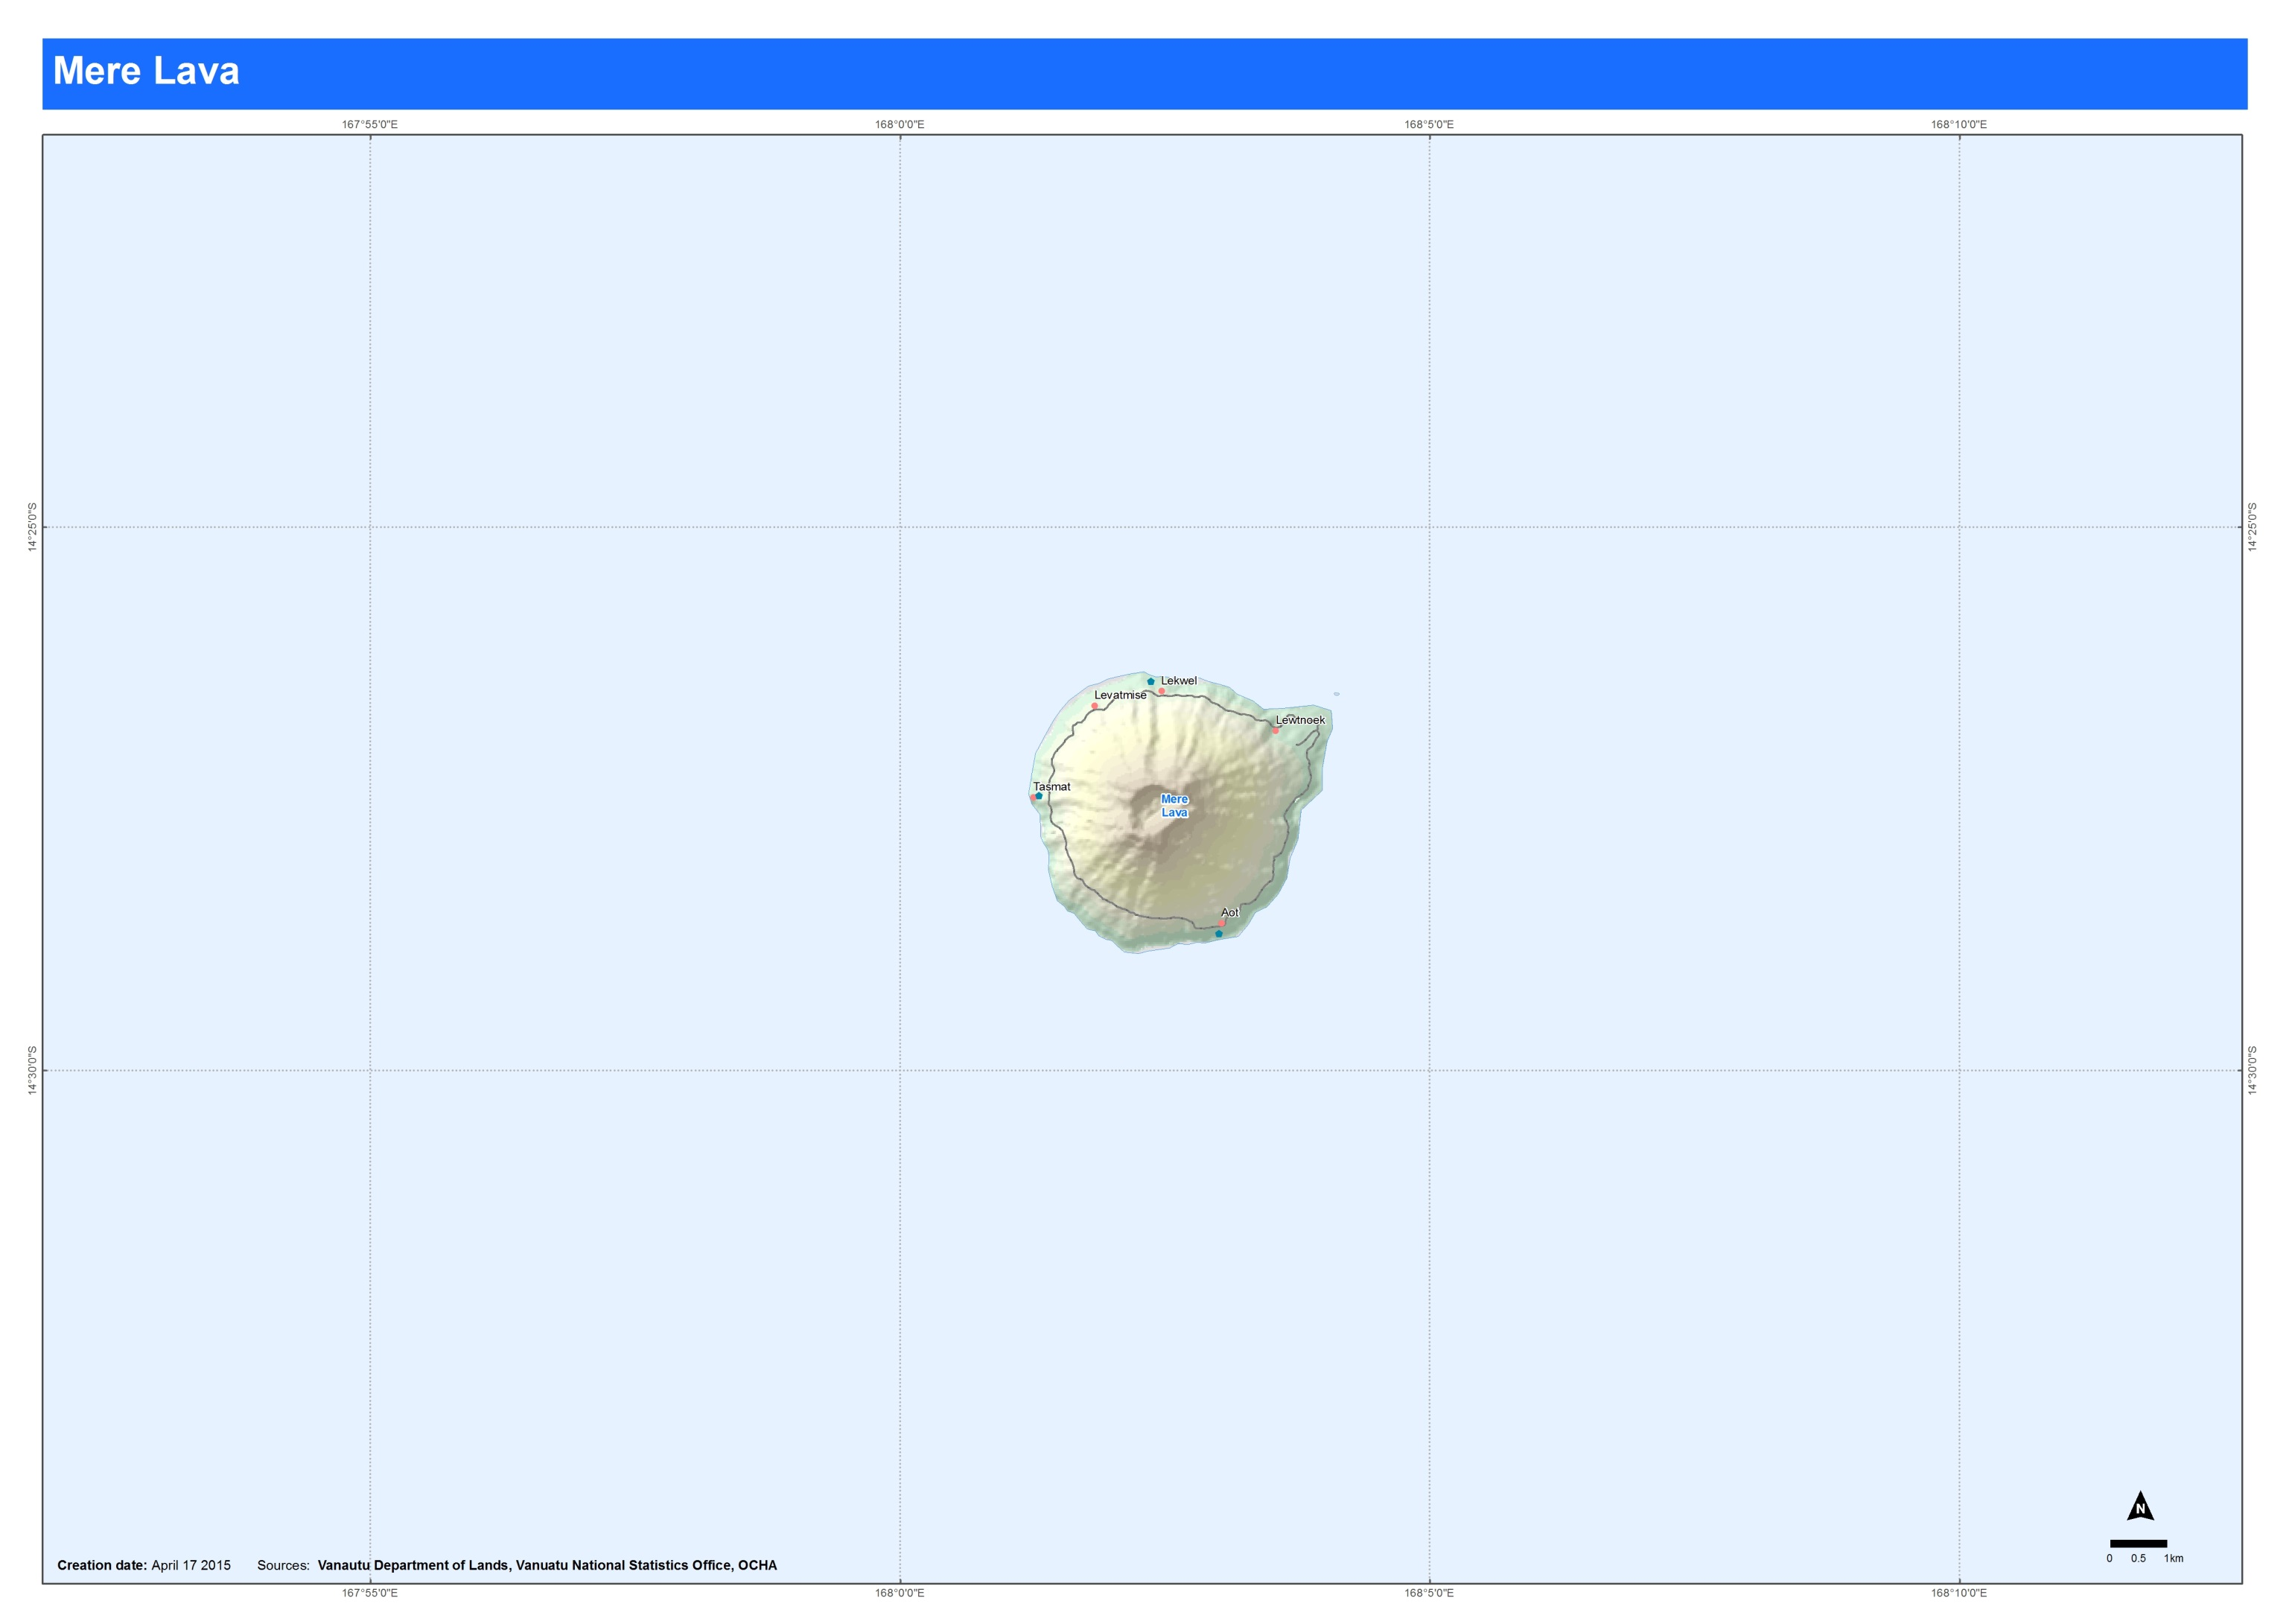 Mere Lava
167°55'0"E 168°0'0"E 168°5'0"E 168°10'0"E
14°25'0"S 14°25'0"S
Lekwel
Levatmise
Lewtnoek
Tasmat
Mere
Lava
Aot
14°30'0"S 14°30'0"S
N
0 0.5 1km
Creation date: April 17 2015 Sources: Vanautu Department of Lands, Vanuatu National Statistics Office, OCHA
167°55'0"E 168°0'0"E 168°5'0"E 168°10'0"E